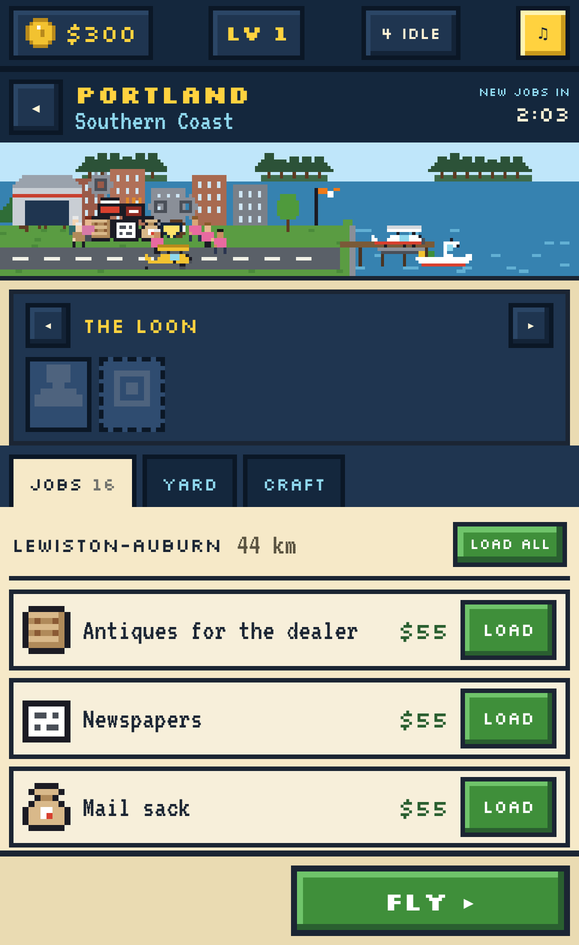 $300
LV 1
4 IDLE
PORTLAND
Southern Coast
NEW JOBS IN
2:03
THE LOON
JOBS 16
YARD
CRAFT
LEWISTON-AUBURN 44 km
LOAD ALL
Antiques for the dealer $55 LOAD
Newspapers $55 LOAD
Mail sack $55 LOAD
FLY ▸